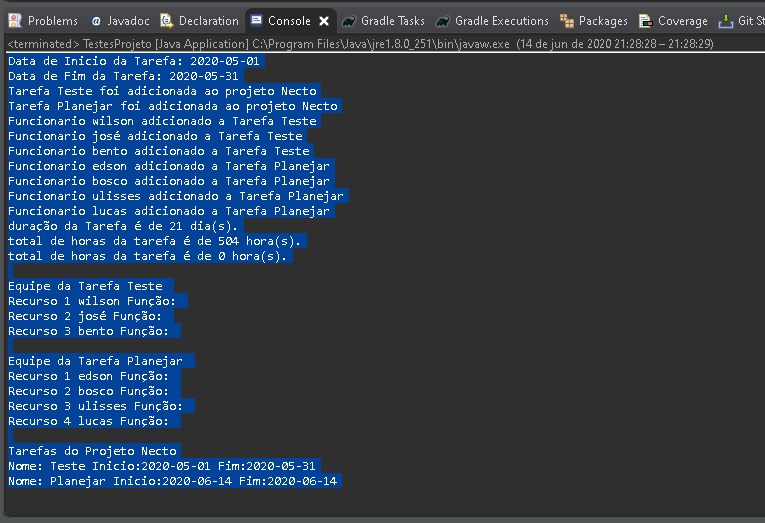 Problems @ Javadoc Declaration Console Gradle Tasks Gradle Executions Packages Coverage Git St
<terminated> TestesProjeto [Java Application] C:\Program Files\Java\jre1.8.0_251\bin\javaw.exe (14 de jun de 2020 21:28:28 – 21:28:29)
Data de Inicio da Tarefa: 2020-05-01
Data de Fim da Tarefa: 2020-05-31
Tarefa Teste foi adicionada ao projeto Necto
Tarefa Planejar foi adicionada ao projeto Necto
Funcionario wilson adicionado a Tarefa Teste
Funcionario josé adicionado a Tarefa Teste
Funcionario bento adicionado a Tarefa Teste
Funcionario edson adicionado a Tarefa Planejar
Funcionario bosco adicionado a Tarefa Planejar
Funcionario ulisses adicionado a Tarefa Planejar
Funcionario lucas adicionado a Tarefa Planejar
duração da Tarefa é de 21 dia(s).
total de horas da tarefa é de 504 hora(s).
total de horas da tarefa é de 0 hora(s).
Equipe da Tarefa Teste
Recurso 1 wilson Função:
Recurso 2 josé Função:
Recurso 3 bento Função:
Equipe da Tarefa Planejar
Recurso 1 edson Função:
Recurso 2 bosco Função:
Recurso 3 ulisses Função:
Recurso 4 lucas Função:
Tarefas do Projeto Necto
Nome: Teste Inicio:2020-05-01 Fim:2020-05-31
Nome: Planejar Inicio:2020-06-14 Fim:2020-06-14